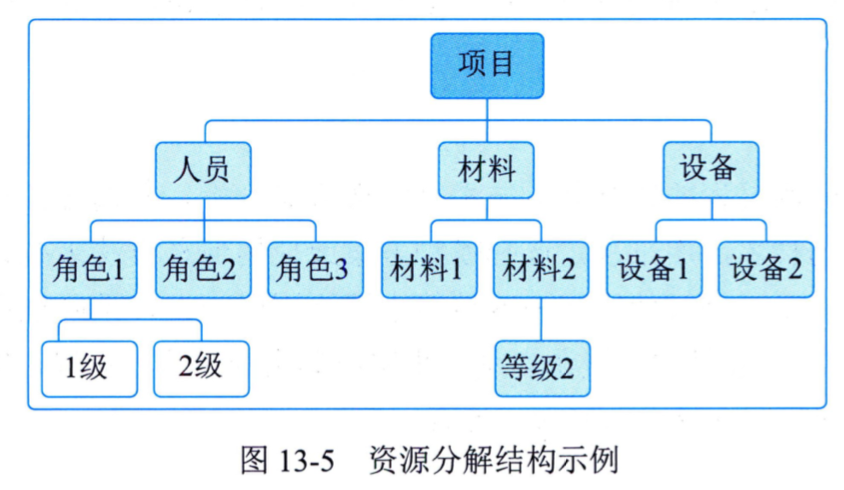 项目
人员 材料 设备
角色1 角色2 角色3 材料1 材料2 设备1 设备2
1级 2级 等级2
图 13-5 资源分解结构示例